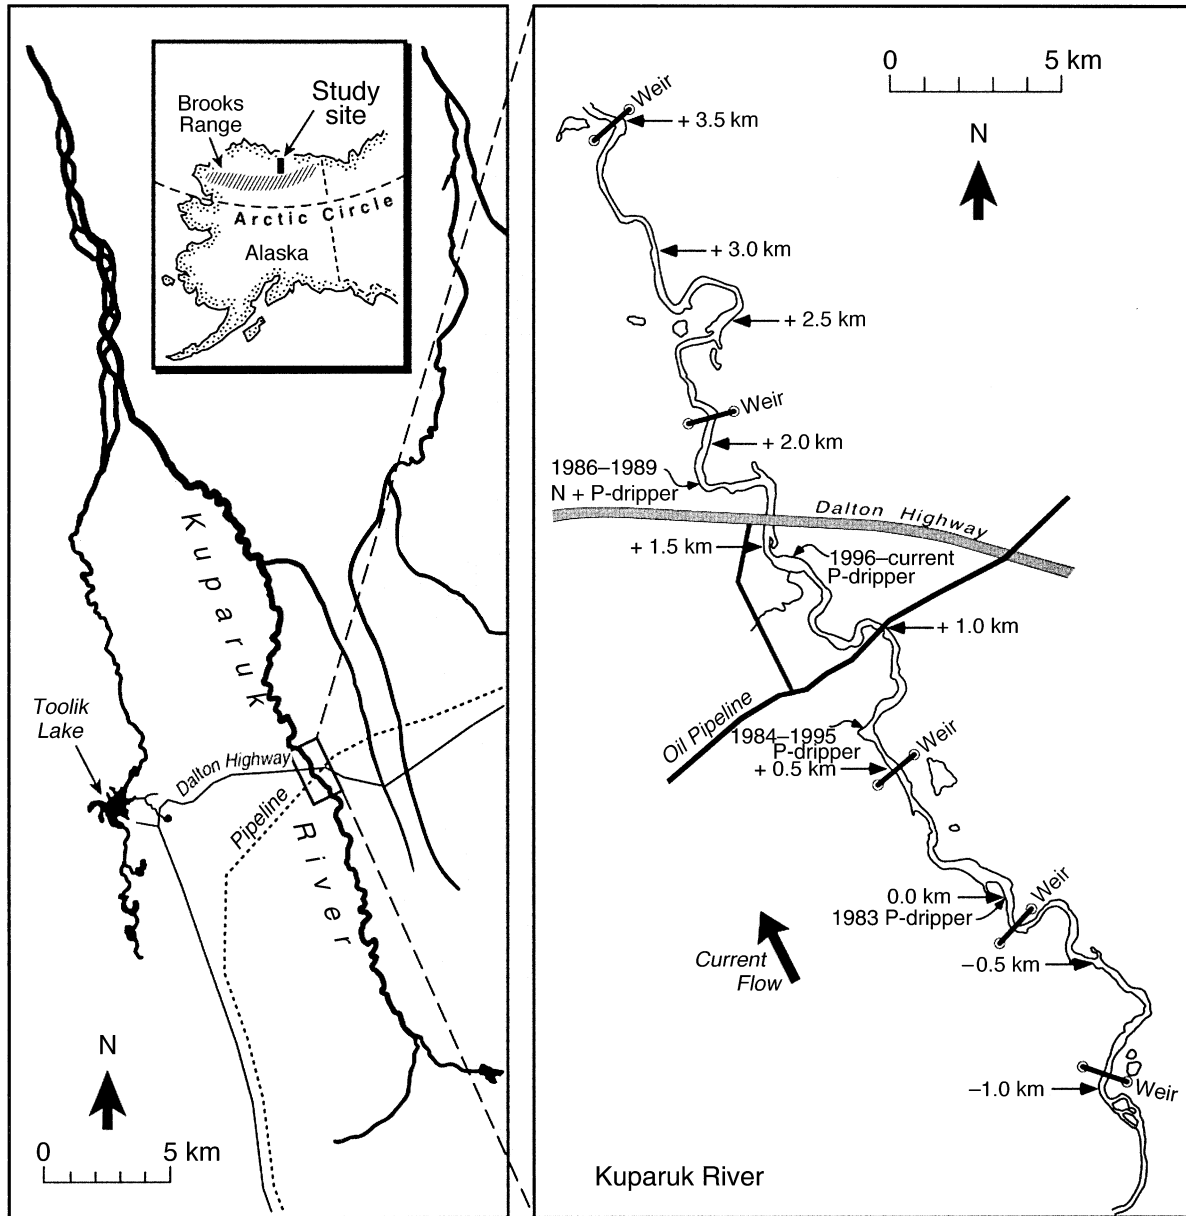 Brooks
Range
Study
site
Arctic Circle
Alaska
Kuparuk
River
Toolik
Lake
Dalton Highway
Pipeline
N
0 5 km
0 5 km
N
Weir
+ 3.5 km
+ 3.0 km
+ 2.5 km
Weir
+ 2.0 km
1986–1989
N + P-dripper
Dalton Highway
+ 1.5 km
1996–current
P-dripper
+ 1.0 km
Oil Pipeline
1984–1995
P-dripper
+ 0.5 km
Weir
0.0 km
1983 P-dripper
Weir
Current
Flow
–0.5 km
–1.0 km
Weir
Kuparuk River